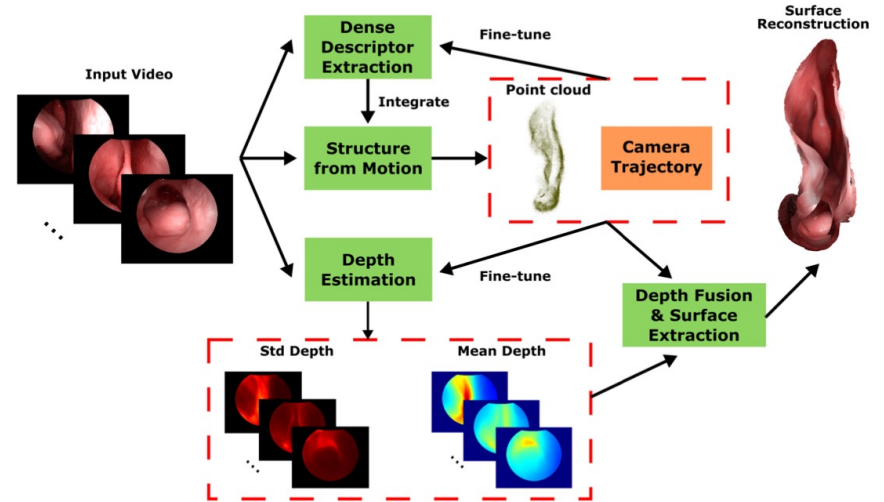 Surface
Reconstruction
Input Video
Dense
Descriptor
Extraction
Fine-tune
Integrate
Point cloud
Structure
from Motion
Camera
Trajectory
Depth
Estimation
Fine-tune
Depth Fusion
& Surface
Extraction
Std Depth
Mean Depth